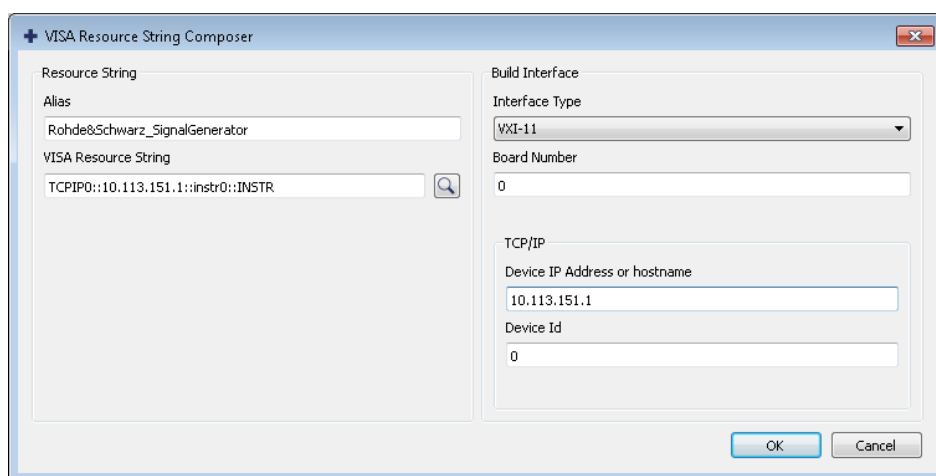 VISA Resource String Composer
Resource String
Alias
Rohde&Schwarz_SignalGenerator
VISA Resource String
TCPIP0::10.113.151.1::instr0::INSTR
Build Interface
Interface Type
VXI-11
Board Number
0
TCP/IP
Device IP Address or hostname
10.113.151.1
Device Id
0
OK
Cancel